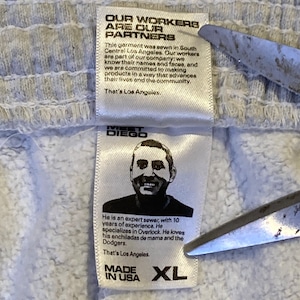 OUR WORKERS
ARE OUR
PARTNERS
This garment was sewn in South
Central Los Angeles. Our workers
are part of our company; we
know their names and faces, and
we are committed to making
products in a way that advances
their lives and the community.
That's Los Angeles.
MEET
DIEGO
He is an expert sewer, with 10
years of experience. He
specializes in Overlock. He loves
his enchiladas de mama and the
Dodgers.
That's Los Angeles
MADE
IN USA
XL